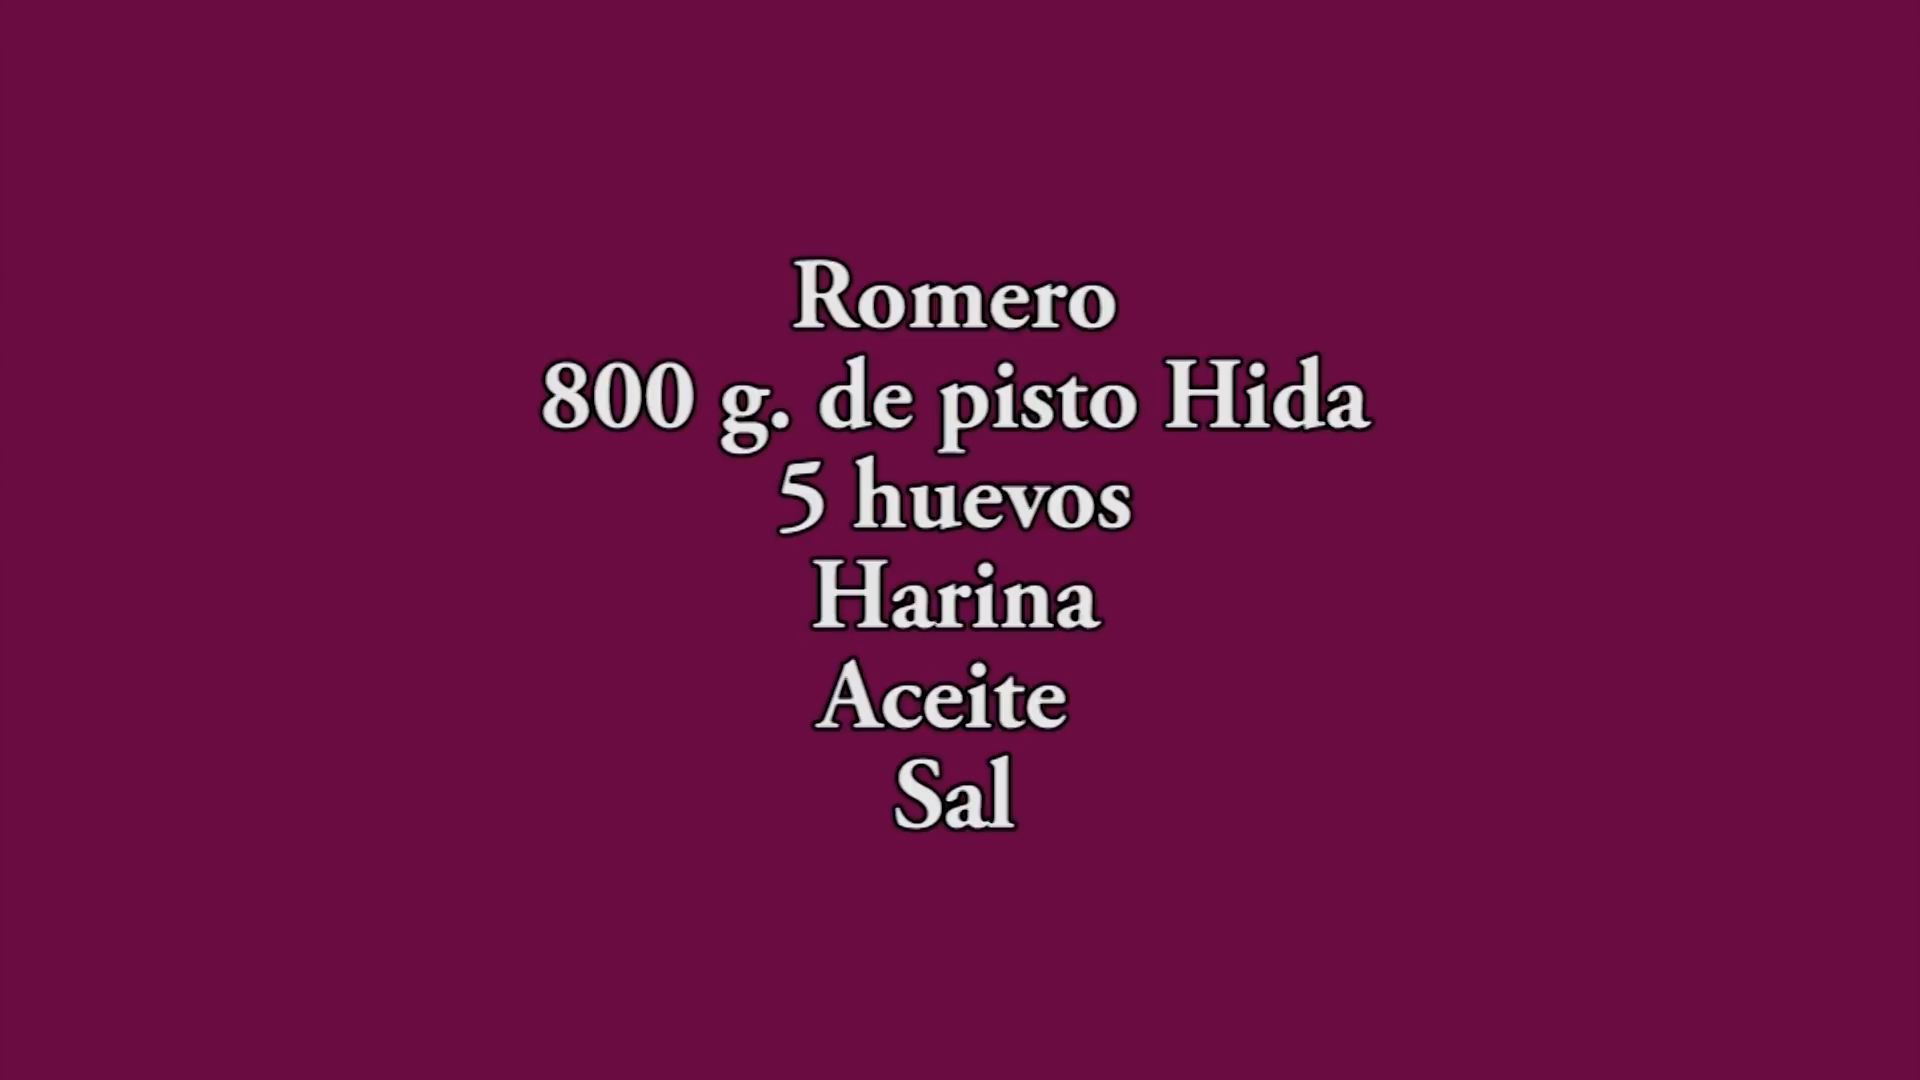 Romero
800 g. de pisto Hida
5 huevos
Harina
Aceite
Sal